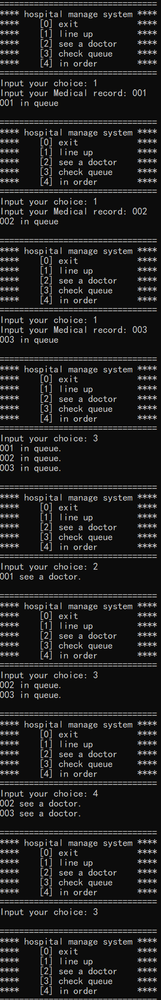 ================================
**** hospital manage system ****
****    [0] exit            ****
****    [1] line up         ****
****    [2] see a doctor    ****
****    [3] check queue     ****
****    [4] in order        ****
================================
Input your choice: 1
Input your Medical record: 001
001 in queue
================================
**** hospital manage system ****
****    [0] exit            ****
****    [1] line up         ****
****    [2] see a doctor    ****
****    [3] check queue     ****
****    [4] in order        ****
================================
Input your choice: 1
Input your Medical record: 002
002 in queue
================================
**** hospital manage system ****
****    [0] exit            ****
****    [1] line up         ****
****    [2] see a doctor    ****
****    [3] check queue     ****
****    [4] in order        ****
================================
Input your choice: 1
Input your Medical record: 003
003 in queue
================================
**** hospital manage system ****
****    [0] exit            ****
****    [1] line up         ****
****    [2] see a doctor    ****
****    [3] check queue     ****
****    [4] in order        ****
================================
Input your choice: 3
001 in queue.
002 in queue.
003 in queue.
================================
**** hospital manage system ****
****    [0] exit            ****
****    [1] line up         ****
****    [2] see a doctor    ****
****    [3] check queue     ****
****    [4] in order        ****
================================
Input your choice: 2
001 see a doctor.
================================
**** hospital manage system ****
****    [0] exit            ****
****    [1] line up         ****
****    [2] see a doctor    ****
****    [3] check queue     ****
****    [4] in order        ****
================================
Input your choice: 3
002 in queue.
003 in queue.
================================
**** hospital manage system ****
****    [0] exit            ****
****    [1] line up         ****
****    [2] see a doctor    ****
****    [3] check queue     ****
****    [4] in order        ****
================================
Input your choice: 4
002 see a doctor.
003 see a doctor.
================================
**** hospital manage system ****
****    [0] exit            ****
****    [1] line up         ****
****    [2] see a doctor    ****
****    [3] check queue     ****
****    [4] in order        ****
================================
Input your choice: 3
================================
**** hospital manage system ****
****    [0] exit            ****
****    [1] line up         ****
****    [2] see a doctor    ****
****    [3] check queue     ****
****    [4] in order        ****
================================